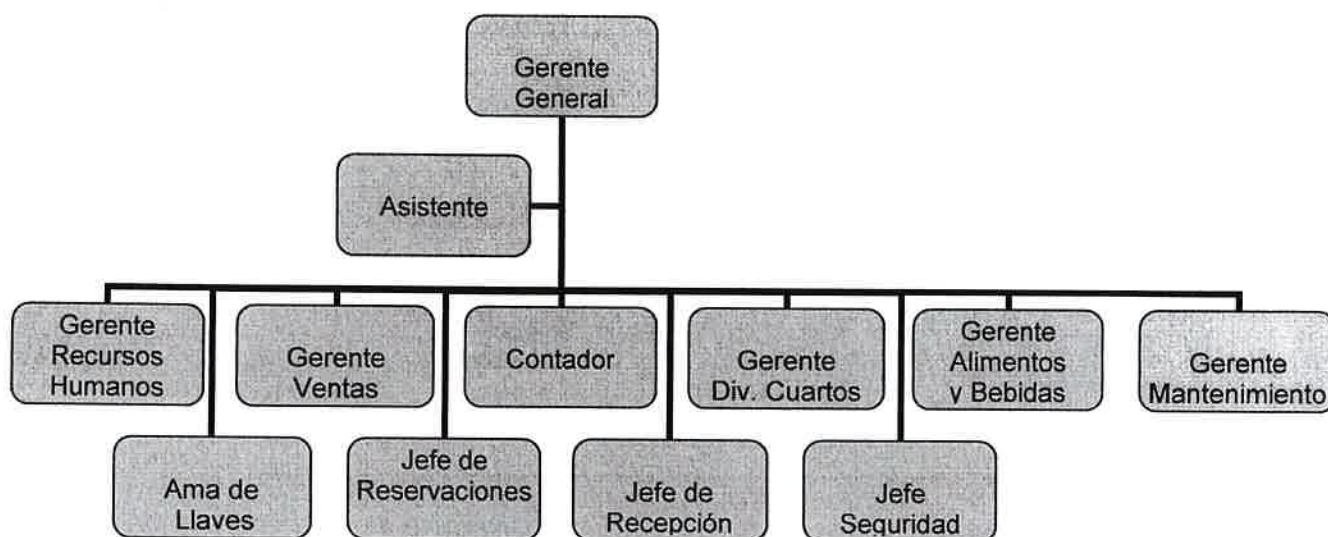 Gerente
General
Asistente
Gerente
Recursos
Humanos
Gerente
Ventas
Contador
Gerente
Div. Cuartos
Gerente
Alimentos
y Bebidas
Gerente
Mantenimiento
Ama de
Llaves
Jefe de
Reservaciones
Jefe de
Recepción
Jefe
Seguridad